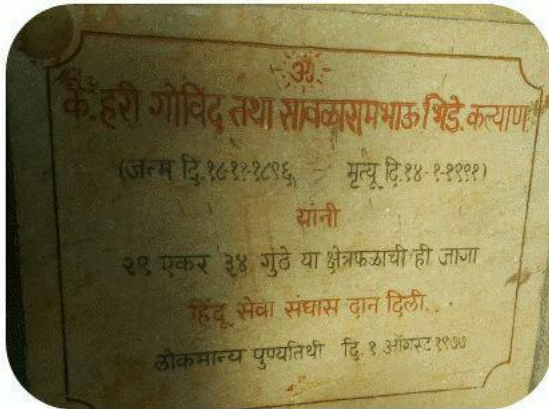 ॐ
कै. हरी गोविंद तथा सावळारामभाऊ भिडे. कल्याण.
(जन्म दि.१८-११-१८९६ - मृत्यू दि.१४-१-१९९१)
यांनी
२९ एकर ३४ गुंठे या क्षेत्रफळाची ही जागा
हिंदू सेवा संघास दान दिली.
लोकमान्य पुण्यतिथी दि. १ ऑगस्ट १९७७